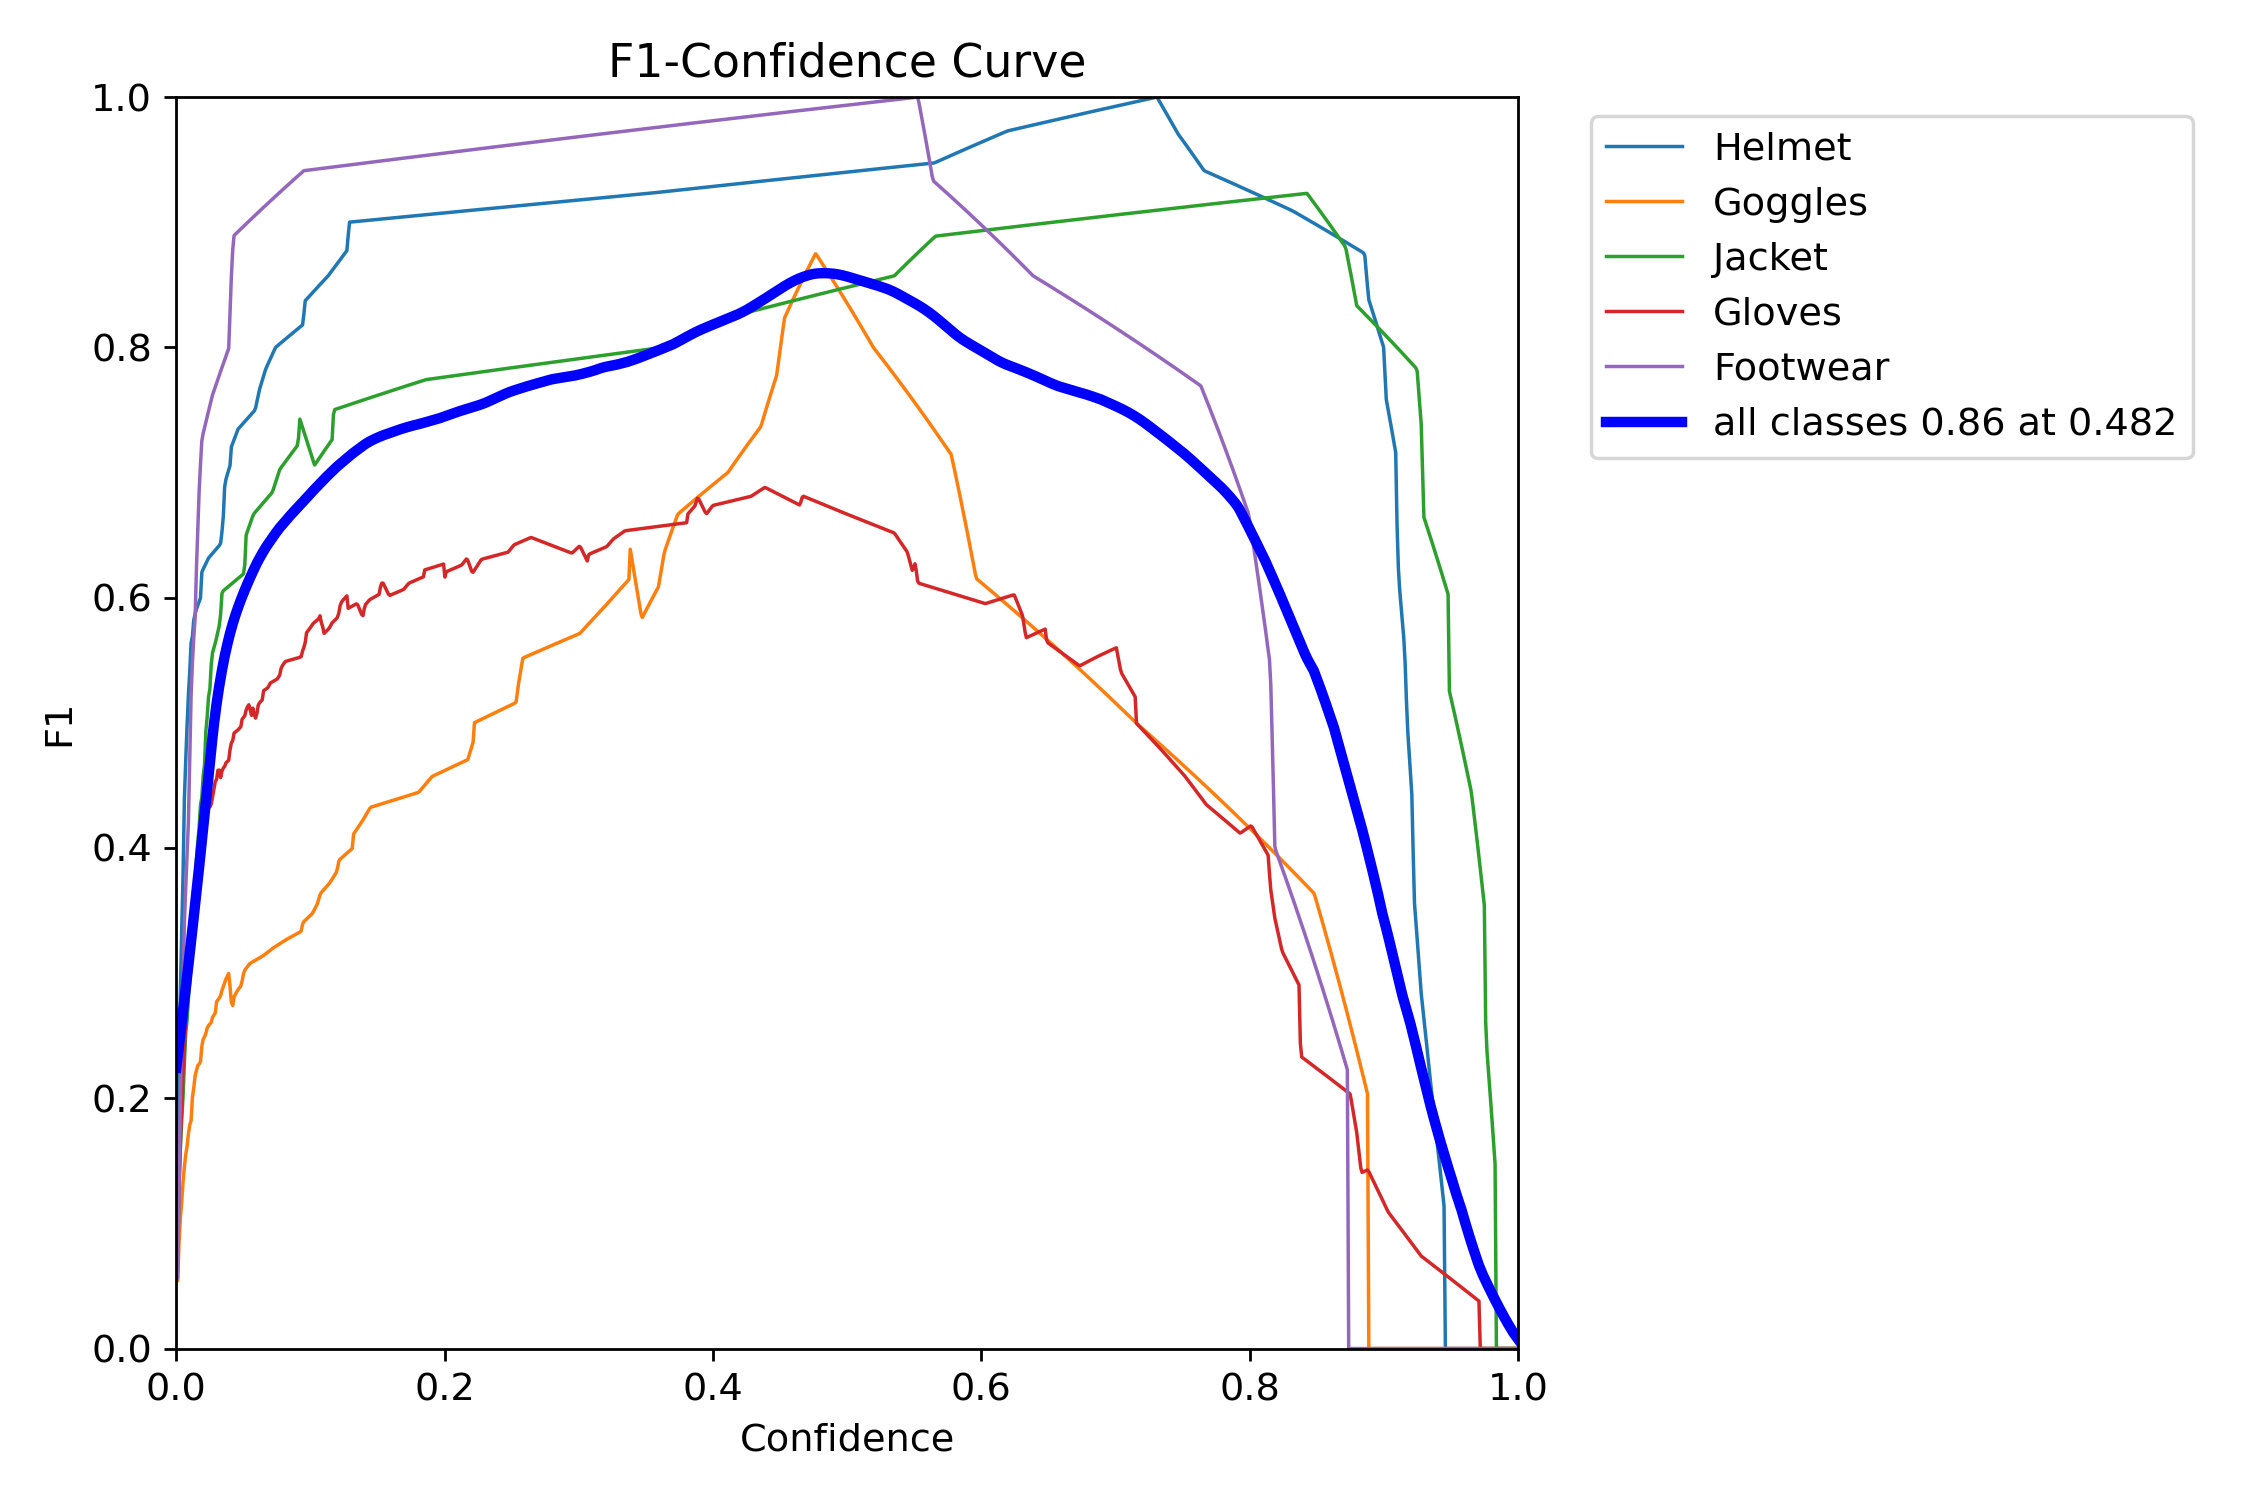 F1-Confidence Curve
1.0
0.8
0.6
0.4
0.2
0.0
F1
0.0 0.2 0.4 0.6 0.8 1.0
Confidence
Helmet
Goggles
Jacket
Gloves
Footwear
all classes 0.86 at 0.482